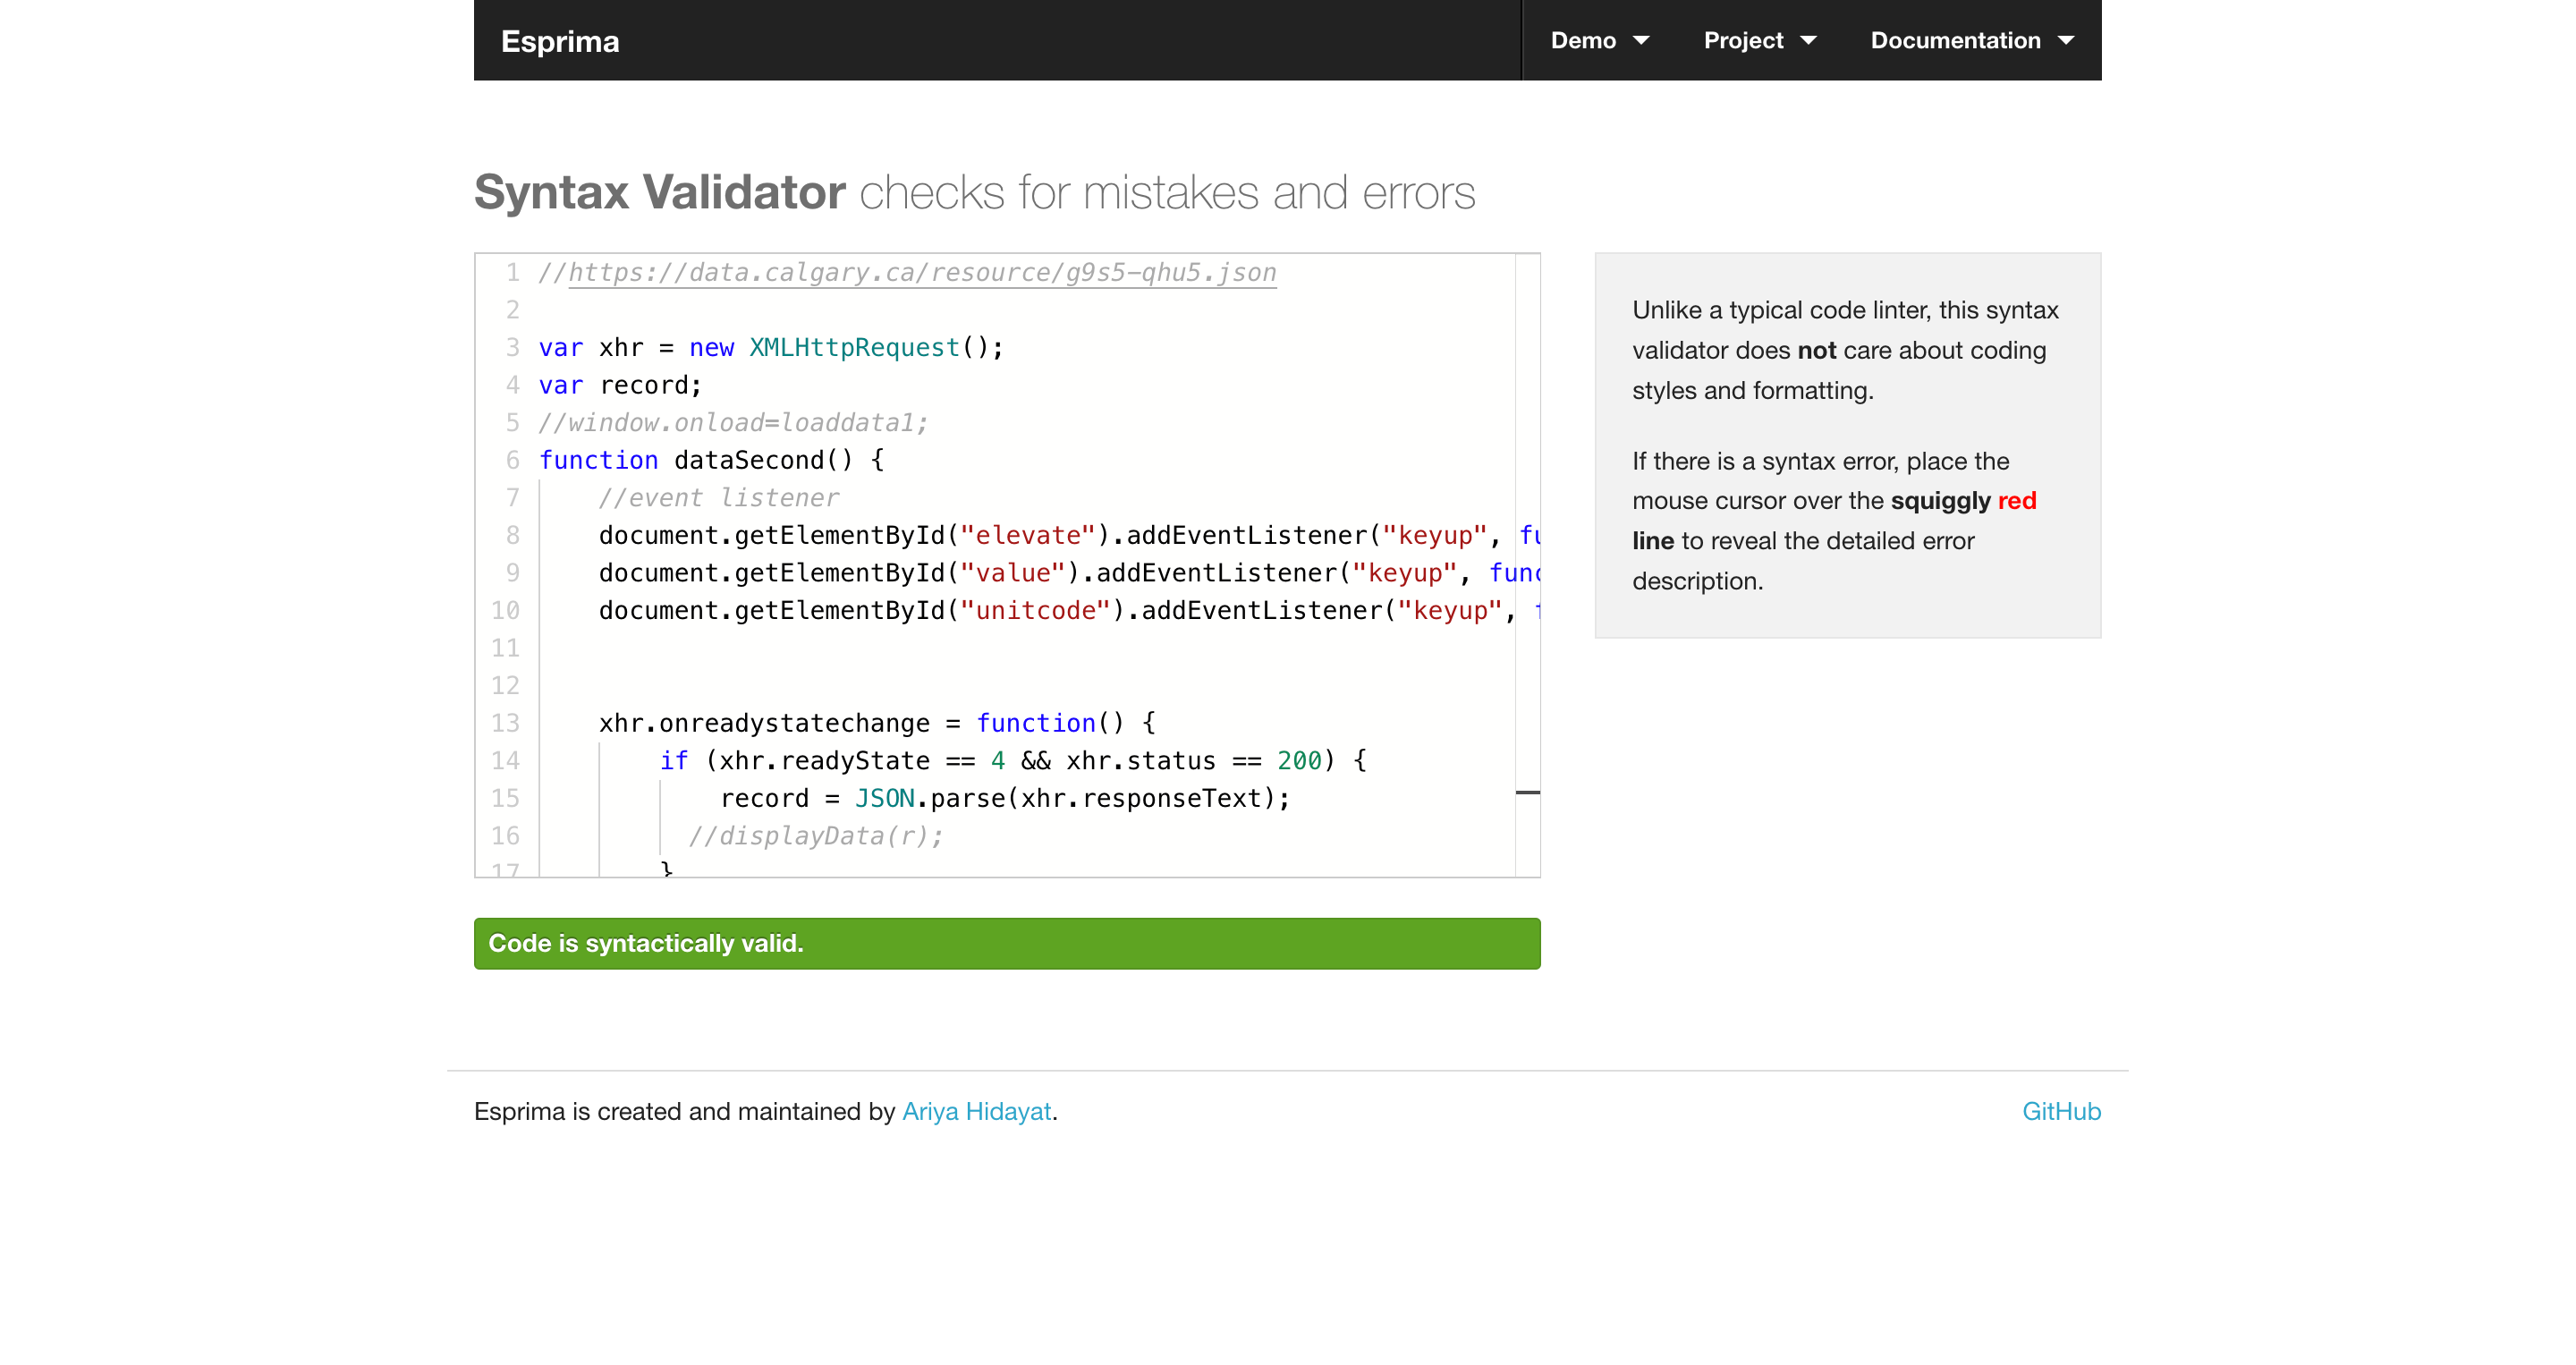 Esprima
Demo
Project
Documentation
Syntax Validator checks for mistakes and errors
1 //https://data.calgary.ca/resource/g9s5-qhu5.json
2
3 var xhr = new XMLHttpRequest();
4 var record;
5 //window.onload=loaddata1;
6 function dataSecond() {
7 //event listener
8 document.getElementById("elevate").addEventListener("keyup", fu
9 document.getElementById("value").addEventListener("keyup", func
10 document.getElementById("unitcode").addEventListener("keyup", f
11
12
13 xhr.onreadystatechange = function() {
14 if (xhr.readyState == 4 && xhr.status == 200) {
15 record = JSON.parse(xhr.responseText);
16 //displayData(r);
17 }
Code is syntactically valid.
Unlike a typical code linter, this syntax
validator does not care about coding
styles and formatting.
If there is a syntax error, place the
mouse cursor over the squiggly red
line to reveal the detailed error
description.
Esprima is created and maintained by Ariya Hidayat.
GitHub